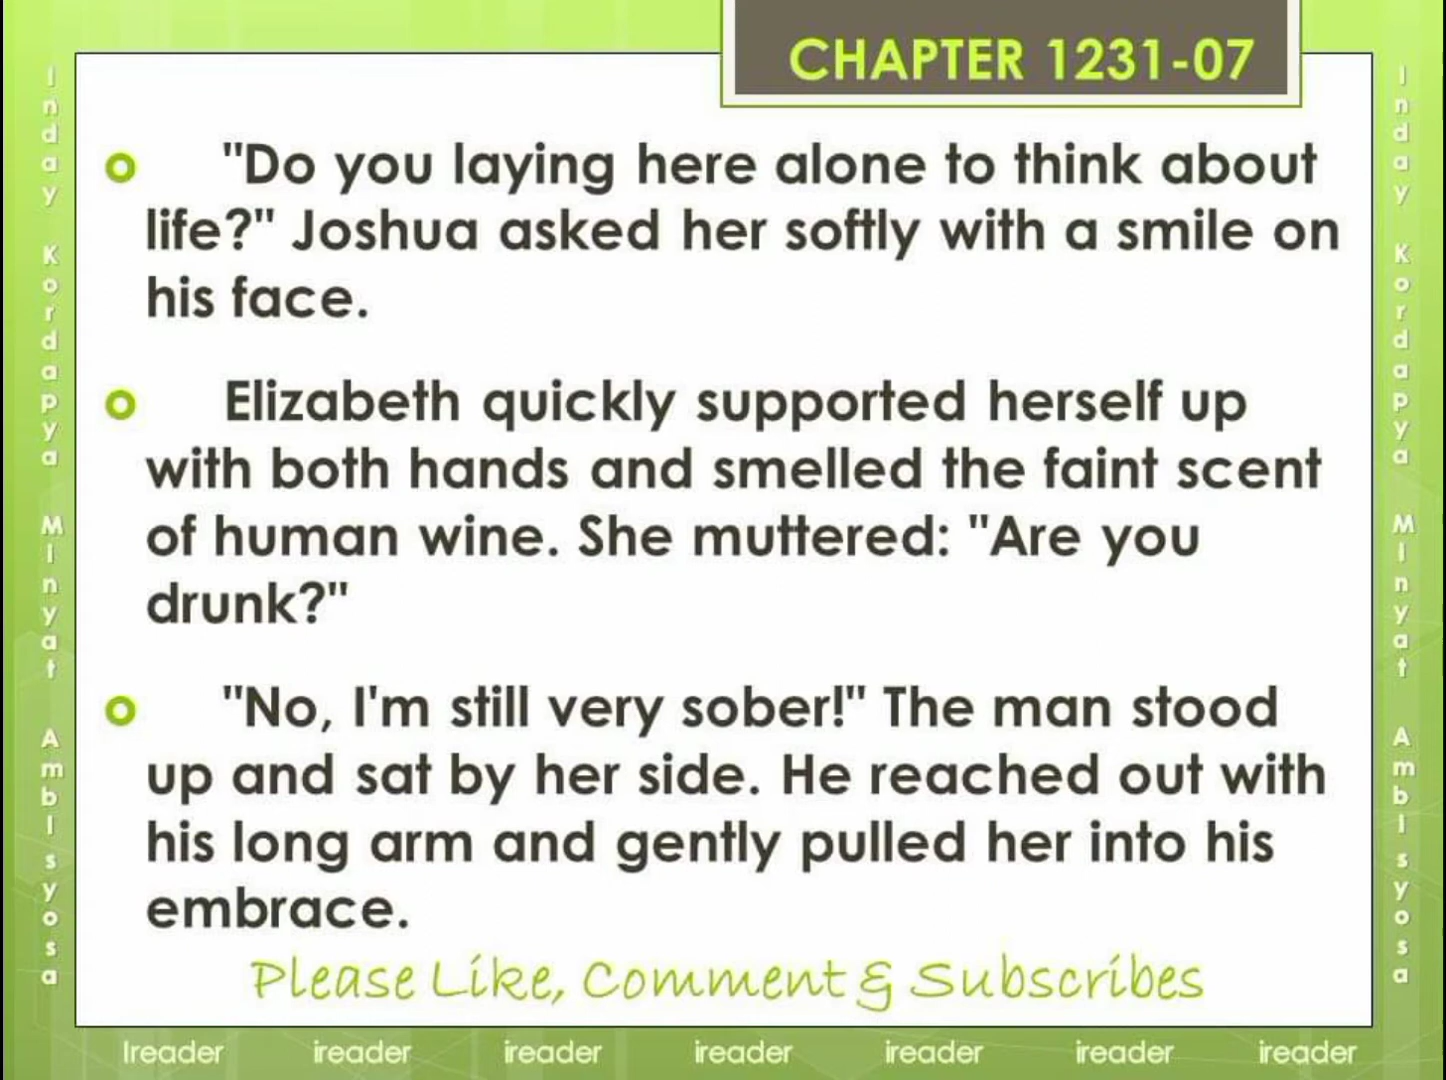 CHAPTER 1231-07
"Do you laying here alone to think about
life?" Joshua asked her softly with a smile on
his face.
Elizabeth quickly supported herself up
with both hands and smelled the faint scent
of human wine. She muttered: "Are you
drunk?"
"No, I'm still very sober!" The man stood
up and sat by her side. He reached out with
his long arm and gently pulled her into his
embrace.
Please Like, Comment & Subscribes
Inday Kordapya Minyat Ambisyosa
Inday Kordapya Minyat Ambisyosa
Ireader ireader ireader ireader ireader ireader ireader